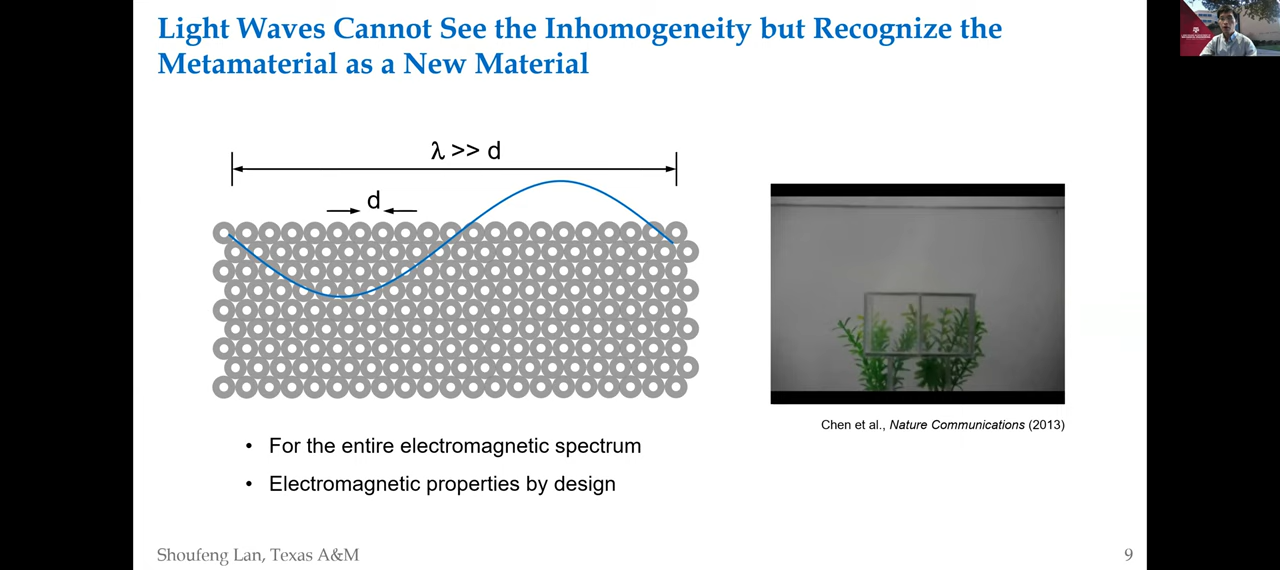 Light Waves Cannot See the Inhomogeneity but Recognize the
Metamaterial as a New Material
λ >> d
d
Chen et al., Nature Communications (2013)
• For the entire electromagnetic spectrum
• Electromagnetic properties by design
Shoufeng Lan, Texas A&M
9